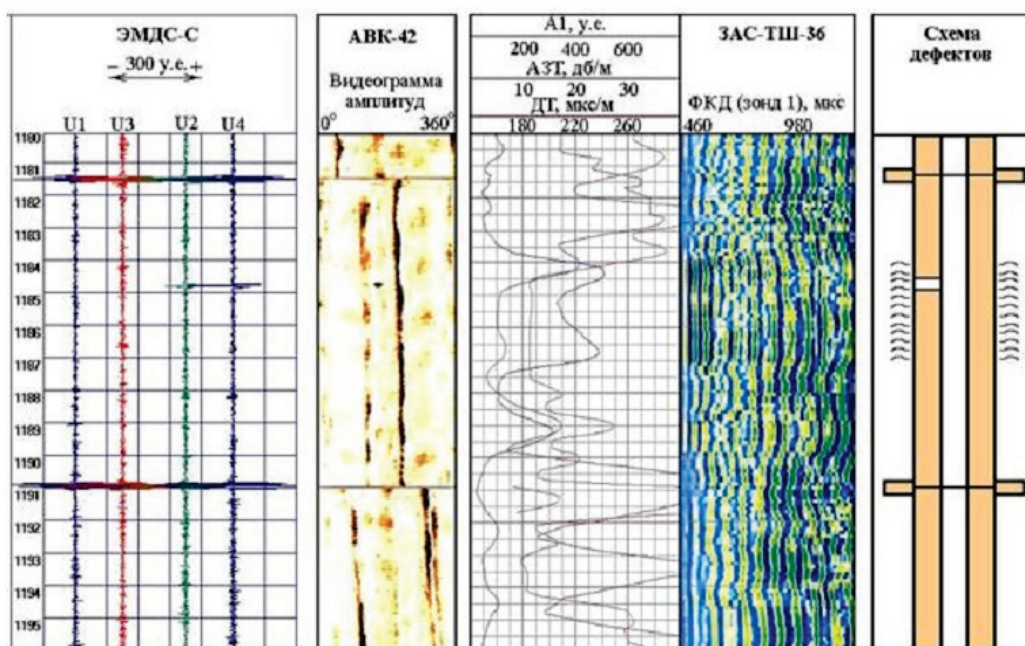 ЭМДС-С
- 300 у.е. +
U1 U3 U2 U4
1180
1181
1182
1183
1184
1185
1186
1187
1188
1189
1190
1191
1192
1193
1194
1195
АВК-42
Видеограмма
амплитуд
0° 360°
А1, у.е.
200 400 600
АЗТ, дб/м
10 20 30
ДТ, мкс/м
180 220 260
ЗАС-ТШ-36
ФКД (зонд 1), мкс
460 980
Схема
дефектов